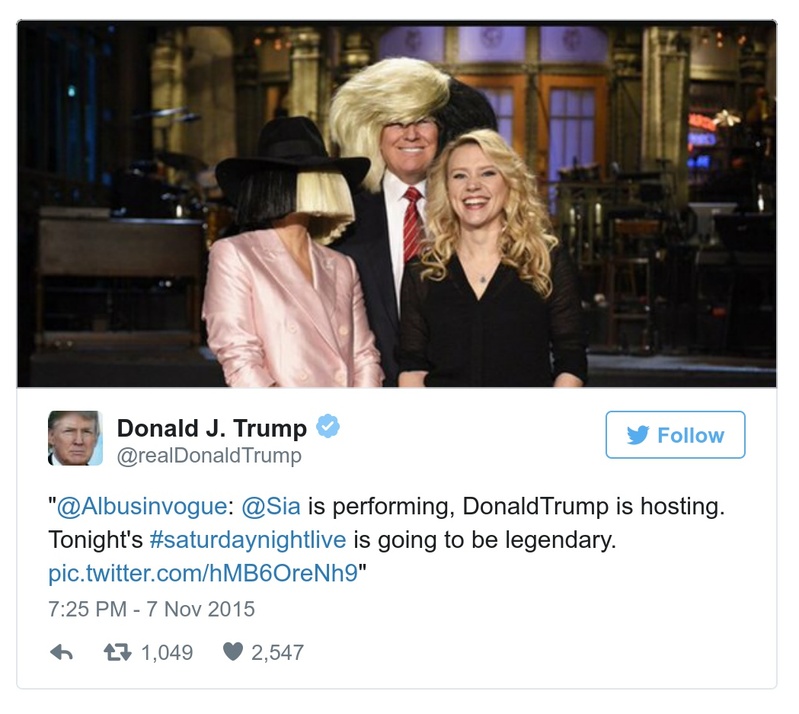 Donald J. Trump
@realDonaldTrump
Follow
"@Albusinvogue: @Sia is performing, DonaldTrump is hosting.
Tonight's #saturdaynightlive is going to be legendary.
pic.twitter.com/hMB6OreNh9"
7:25 PM - 7 Nov 2015
1,049 2,547